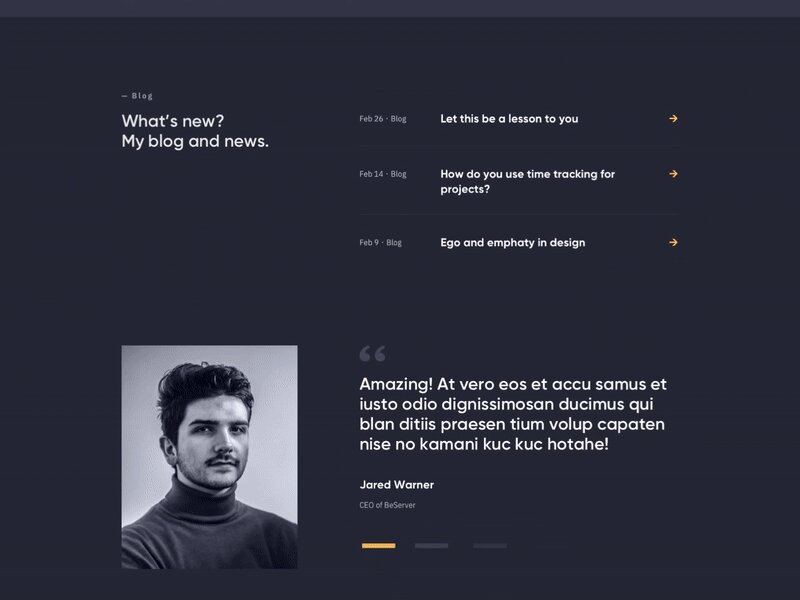 — Blog
What's new?
My blog and news.
Feb 26 · Blog
Let this be a lesson to you
→
Feb 14 · Blog
How do you use time tracking for
projects?
→
Feb 9 · Blog
Ego and emphaty in design
→
“
Amazing! At vero eos et accu samus et
iusto odio dignissimosan ducimus qui
blan ditiis praesen tium volup capaten
nise no kamani kuc kuc hotahe!
Jared Warner
CEO of BeServer